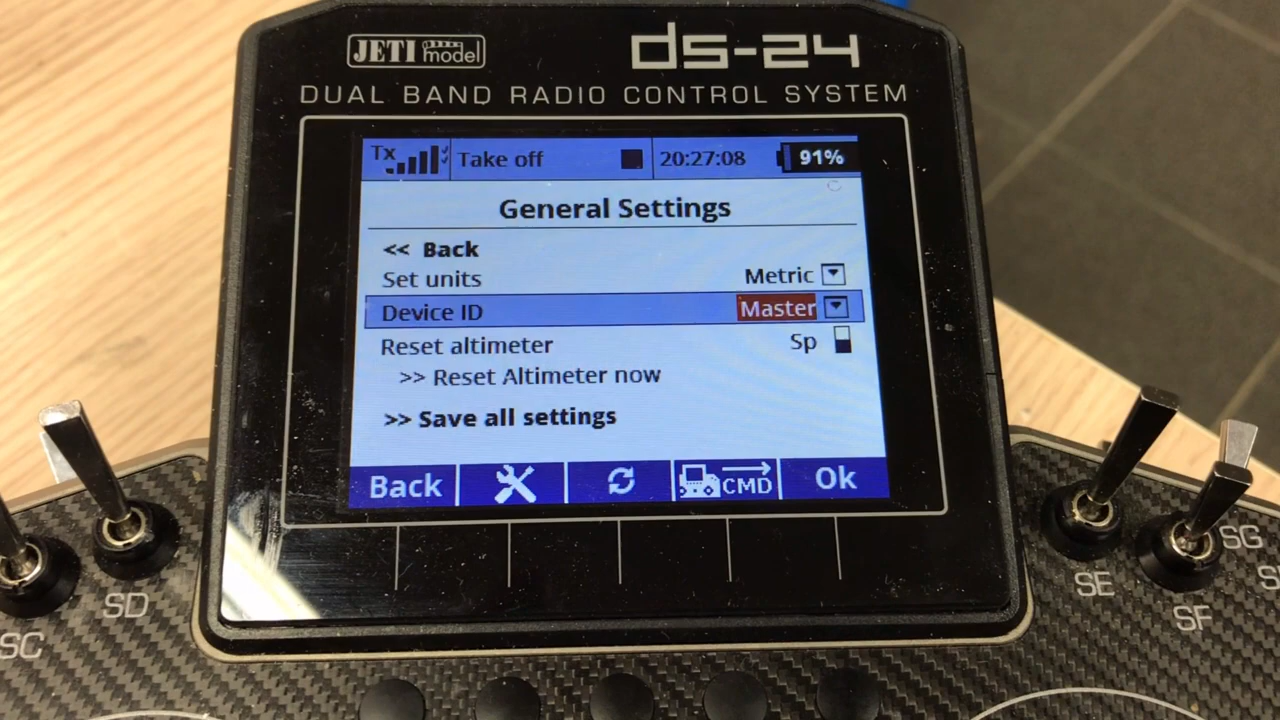 JETI model
ds-24
DUAL BAND RADIO CONTROL SYSTEM
Tx Take off 20:27:08 91%
General Settings
<< Back
Set units Metric
Device ID Master
Reset altimeter Sp
>> Reset Altimeter now
>> Save all settings
Back CMD Ok
SC
SD
SE
SF
SG